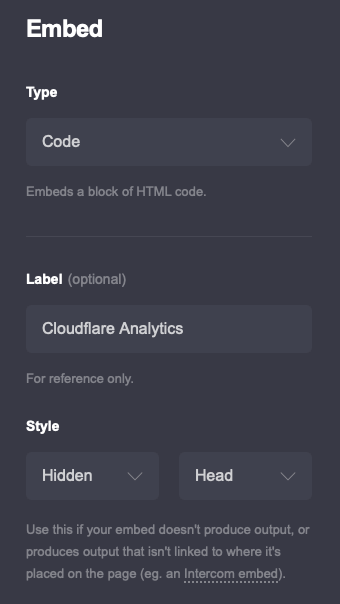 Embed
Type
Code
Embeds a block of HTML code.
Label (optional)
Cloudflare Analytics
For reference only.
Style
Hidden Head
Use this if your embed doesn't produce output, or
produces output that isn't linked to where it's
placed on the page (eg. an Intercom embed).